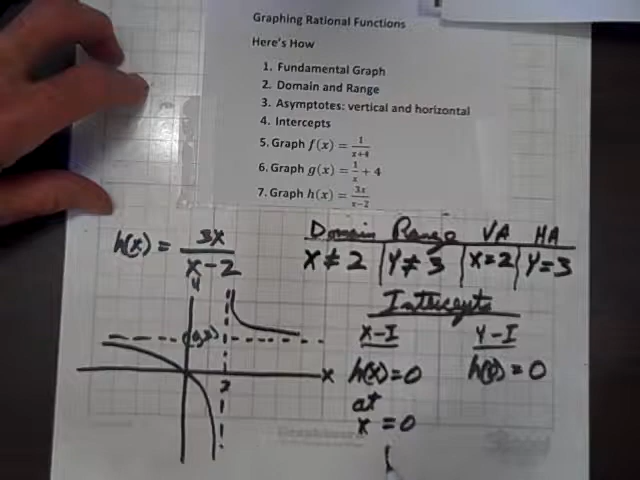 Graphing Rational Functions
Here's How
1. Fundamental Graph
2. Domain and Range
3. Asymptotes: vertical and horizontal
4. Intercepts
5. Graph f(x) = 1/(x+4)
6. Graph g(x) = 1/x + 4
7. Graph h(x) = 3x/(x−2)
h(x) = 3x/(x−2)
Domain Range VA HA
x ≠ 2 y ≠ 3 x=2 y=3
Intercepts
x-I y-I
h(x)=0 h(0)=0
at
x=0
y
x
2